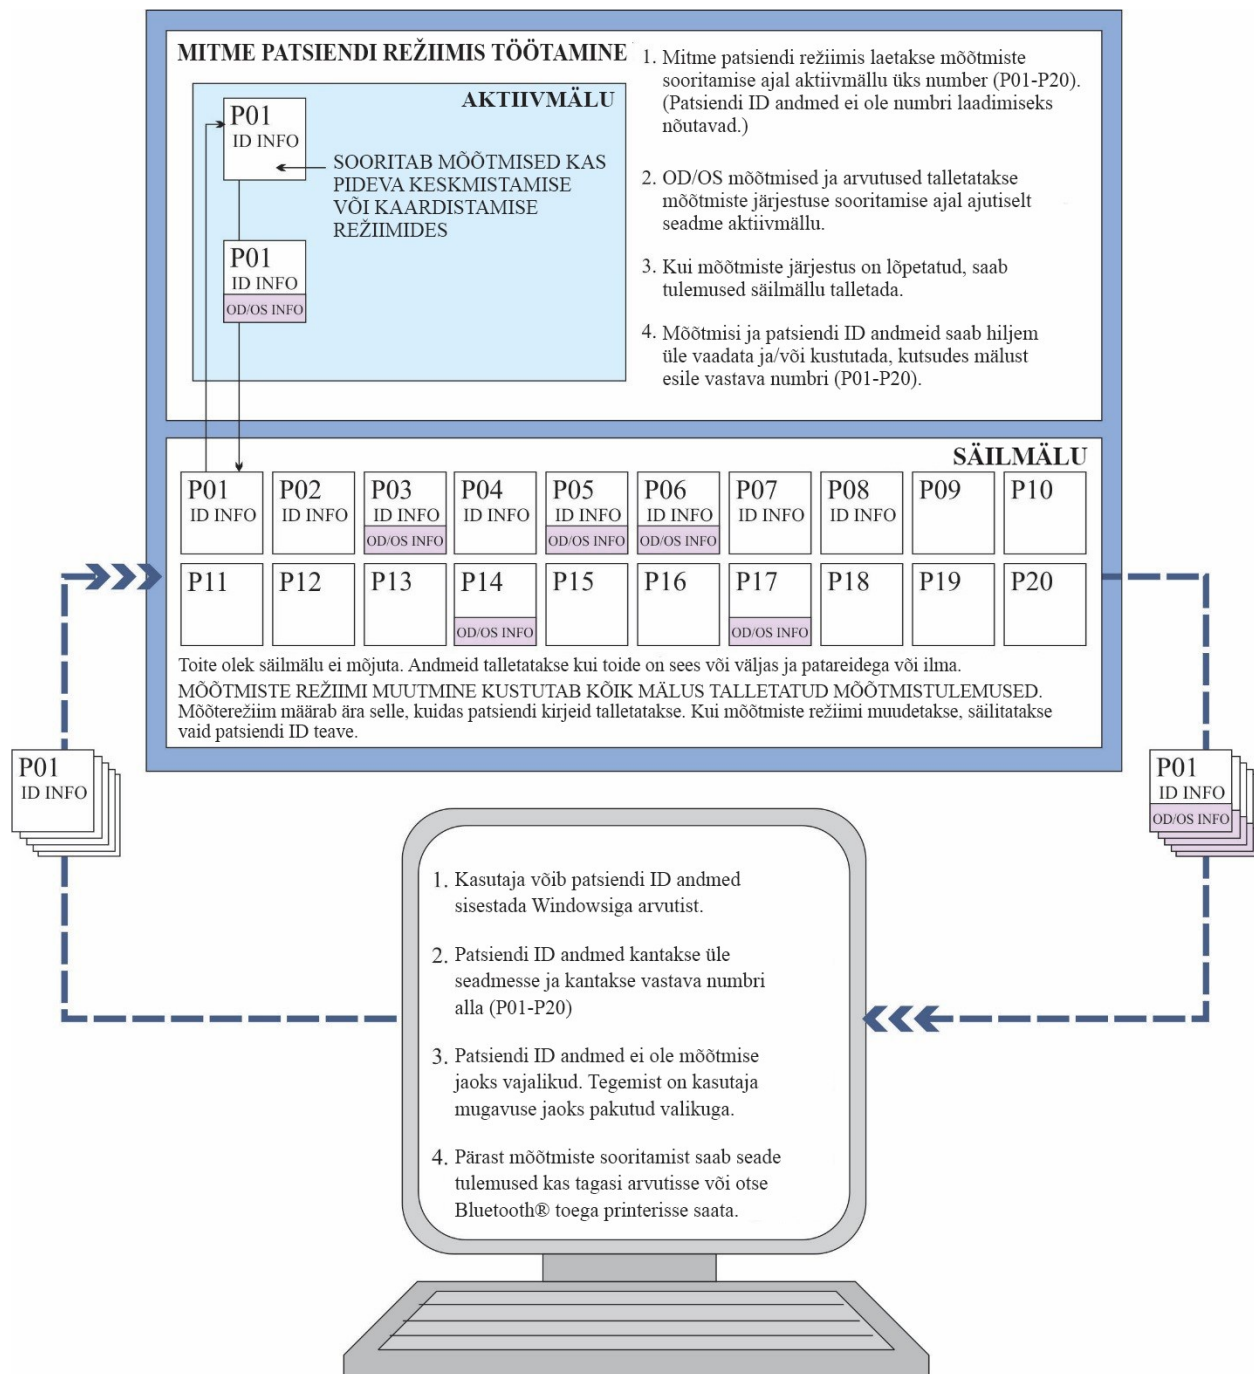 MITME PATSIENDI REŽIIMIS TÖÖTAMINE
AKTIIVMÄLU
P01
ID INFO
SOORITAB MÕÕTMISED KAS
PIDEVA KESKMISTAMISE
VÕI KAARDISTAMISE
REŽIIMIDES
P01
ID INFO
OD/OS INFO
1. Mitme patsiendi režiimis laetakse mõõtmiste
sooritamise ajal aktiivmällu üks number (P01-P20).
(Patsiendi ID andmed ei ole numbri laadimiseks
nõutavad.)
2. OD/OS mõõtmised ja arvutused talletatakse
mõõtmiste järjestuse sooritamise ajal ajutiselt
seadme aktiivmällu.
3. Kui mõõtmiste järjestus on lõpetatud, saab
tulemused säilmällu talletada.
4. Mõõtmisi ja patsiendi ID andmeid saab hiljem
üle vaadata ja/või kustutada, kutsudes mälust
esile vastava numbri (P01-P20).
SÄILMÄLU
P01 P02 P03 P04 P05 P06 P07 P08 P09 P10
ID INFO ID INFO ID INFO ID INFO ID INFO ID INFO ID INFO ID INFO
OD/OS INFO OD/OS INFO OD/OS INFO
P11 P12 P13 P14 P15 P16 P17 P18 P19 P20
OD/OS INFO OD/OS INFO
Toite olek säilmälu ei mõjuta. Andmeid talletatakse kui toide on sees või väljas ja patareidega või ilma.
MÕÕTMISTE REŽIIMI MUUTMINE KUSTUTAB KÕIK MÄLUS TALLETATUD MÕÕTMISTULEMUSED.
Mõõterežiim määrab ära selle, kuidas patsiendi kirjeid talletatakse. Kui mõõtmiste režiimi muudetakse, säilitatakse
vaid patsiendi ID teave.
P01
ID INFO
P01
ID INFO
OD/OS INFO
1. Kasutaja võib patsiendi ID andmed
sisestada Windowsiga arvutist.
2. Patsiendi ID andmed kantakse üle
seadmesse ja kantakse vastava numbri
alla (P01-P20)
3. Patsiendi ID andmed ei ole mõõtmise
jaoks vajalikud. Tegemist on kasutaja
mugavuse jaoks pakutud valikuga.
4. Pärast mõõtmiste sooritamist saab seade
tulemused kas tagasi arvutisse või otse
Bluetooth® toega printerisse saata.